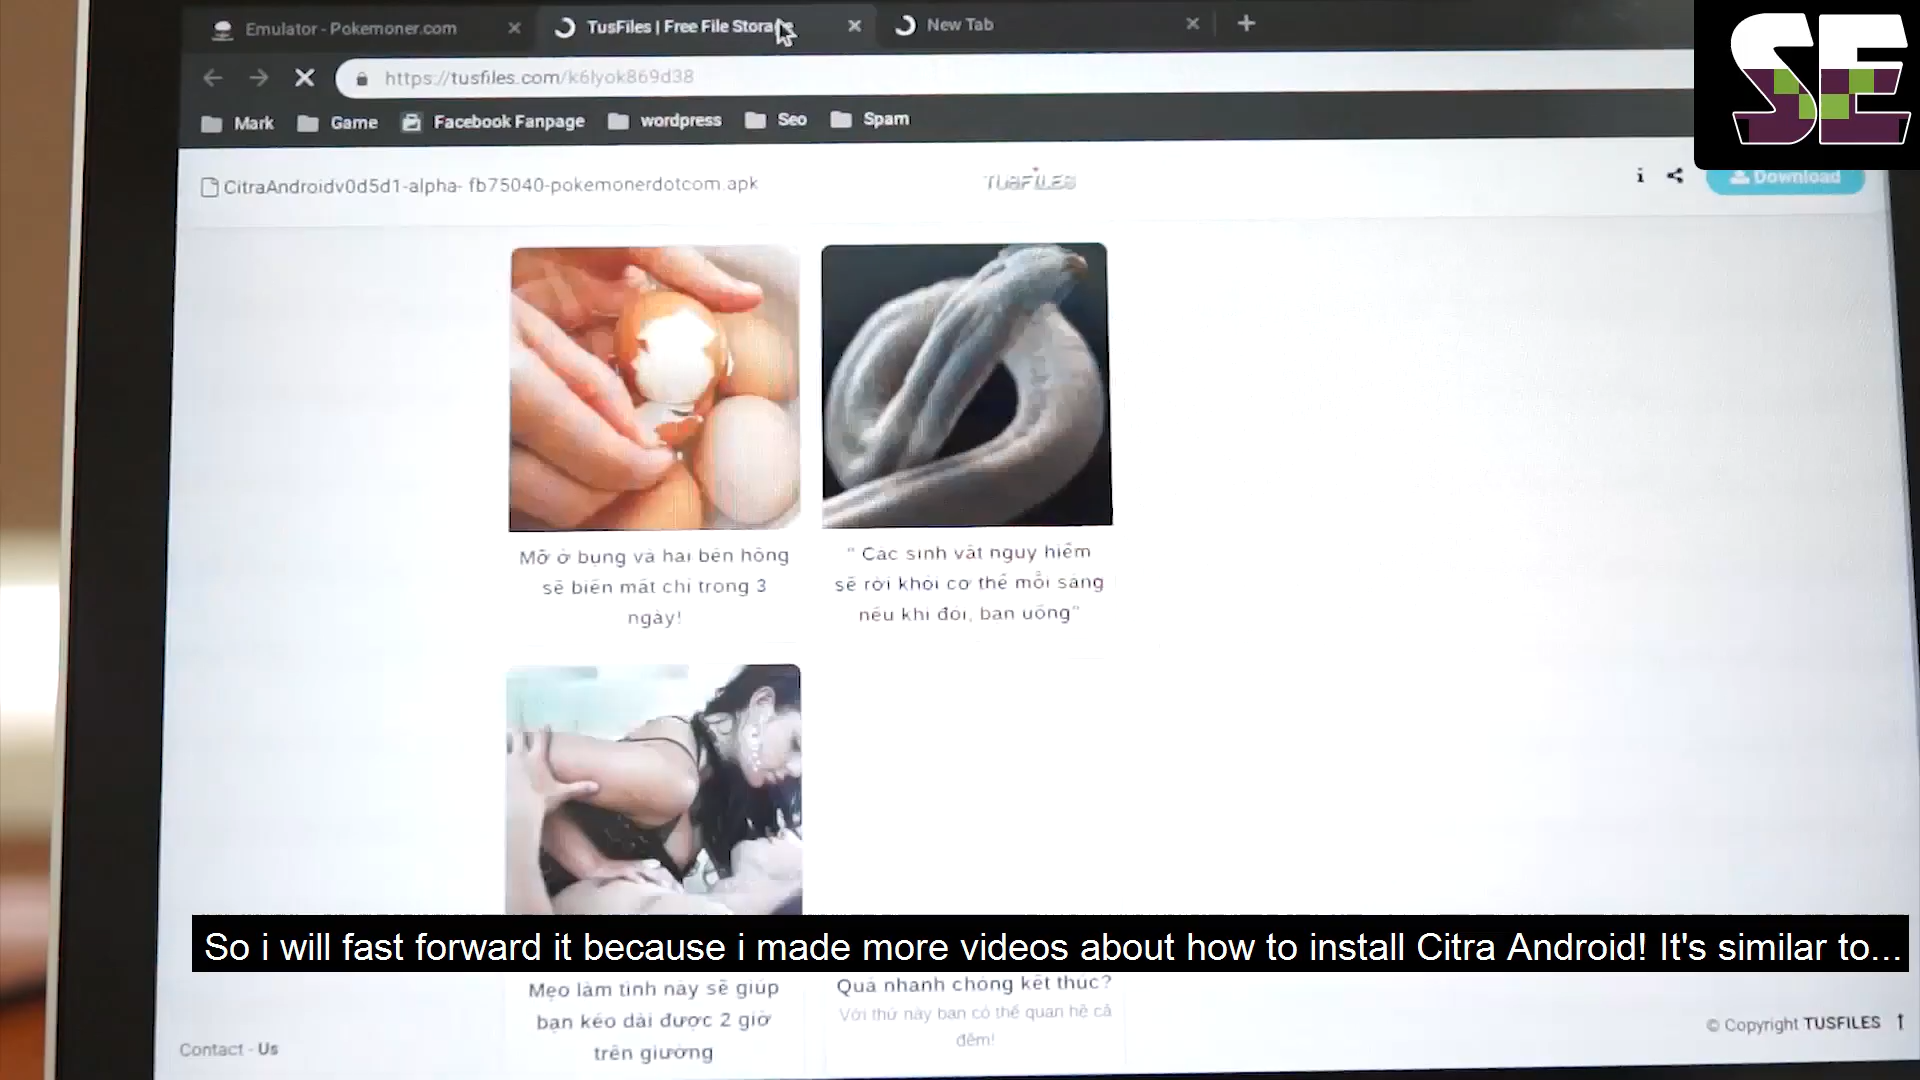 Emulator - Pokemoner.com
TusFiles | Free File Storage
New Tab
SE
https://tusfiles.com/k6lyok869d38
Mark
Game
Facebook Fanpage
wordpress
Seo
Spam
CitraAndroidv0d5d1-alpha- fb75040-pokemonerdotcom.apk
TUSFILES
Download
Mỡ ở bụng và hai bên hông
sẽ biến mất chỉ trong 3
ngày!
" Các sinh vật nguy hiểm
sẽ rời khỏi cơ thể mỗi sáng
nếu khi đói, bạn uống"
So i will fast forward it because i made more videos about how to install Citra Android! It's similar to...
Mẹo làm tình này sẽ giúp
bạn kéo dài được 2 giờ
trên giường
Quá nhanh chóng kết thúc?
Với thứ này bạn có thể quan hệ cả
đêm!
Contact - Us
© Copyright TUSFILES